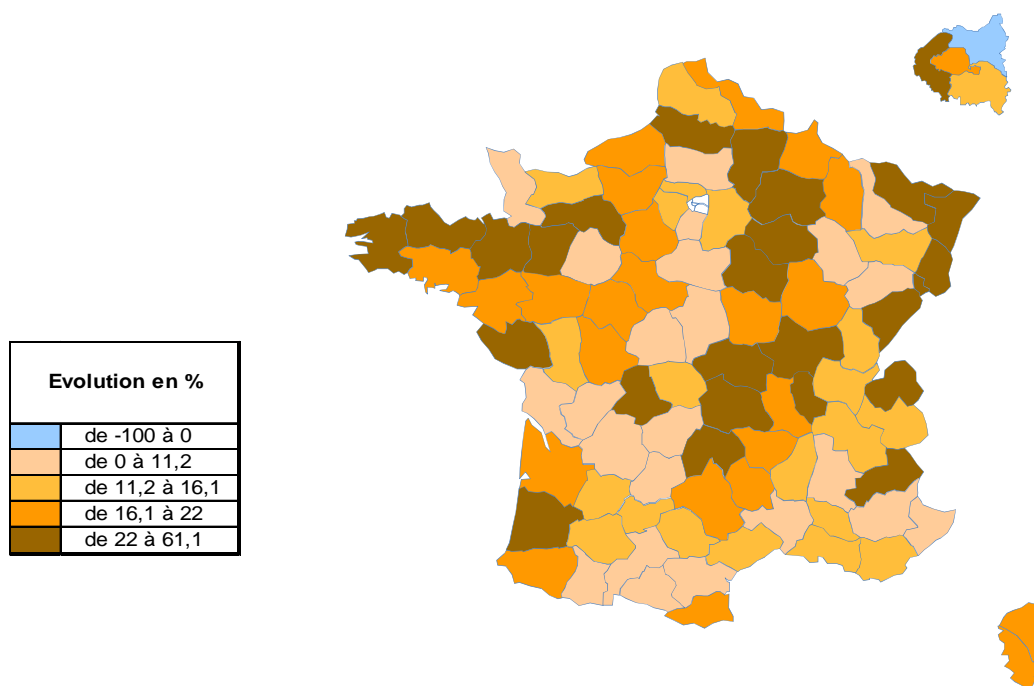 Evolution en %
de -100 à 0
de 0 à 11,2
de 11,2 à 16,1
de 16,1 à 22
de 22 à 61,1